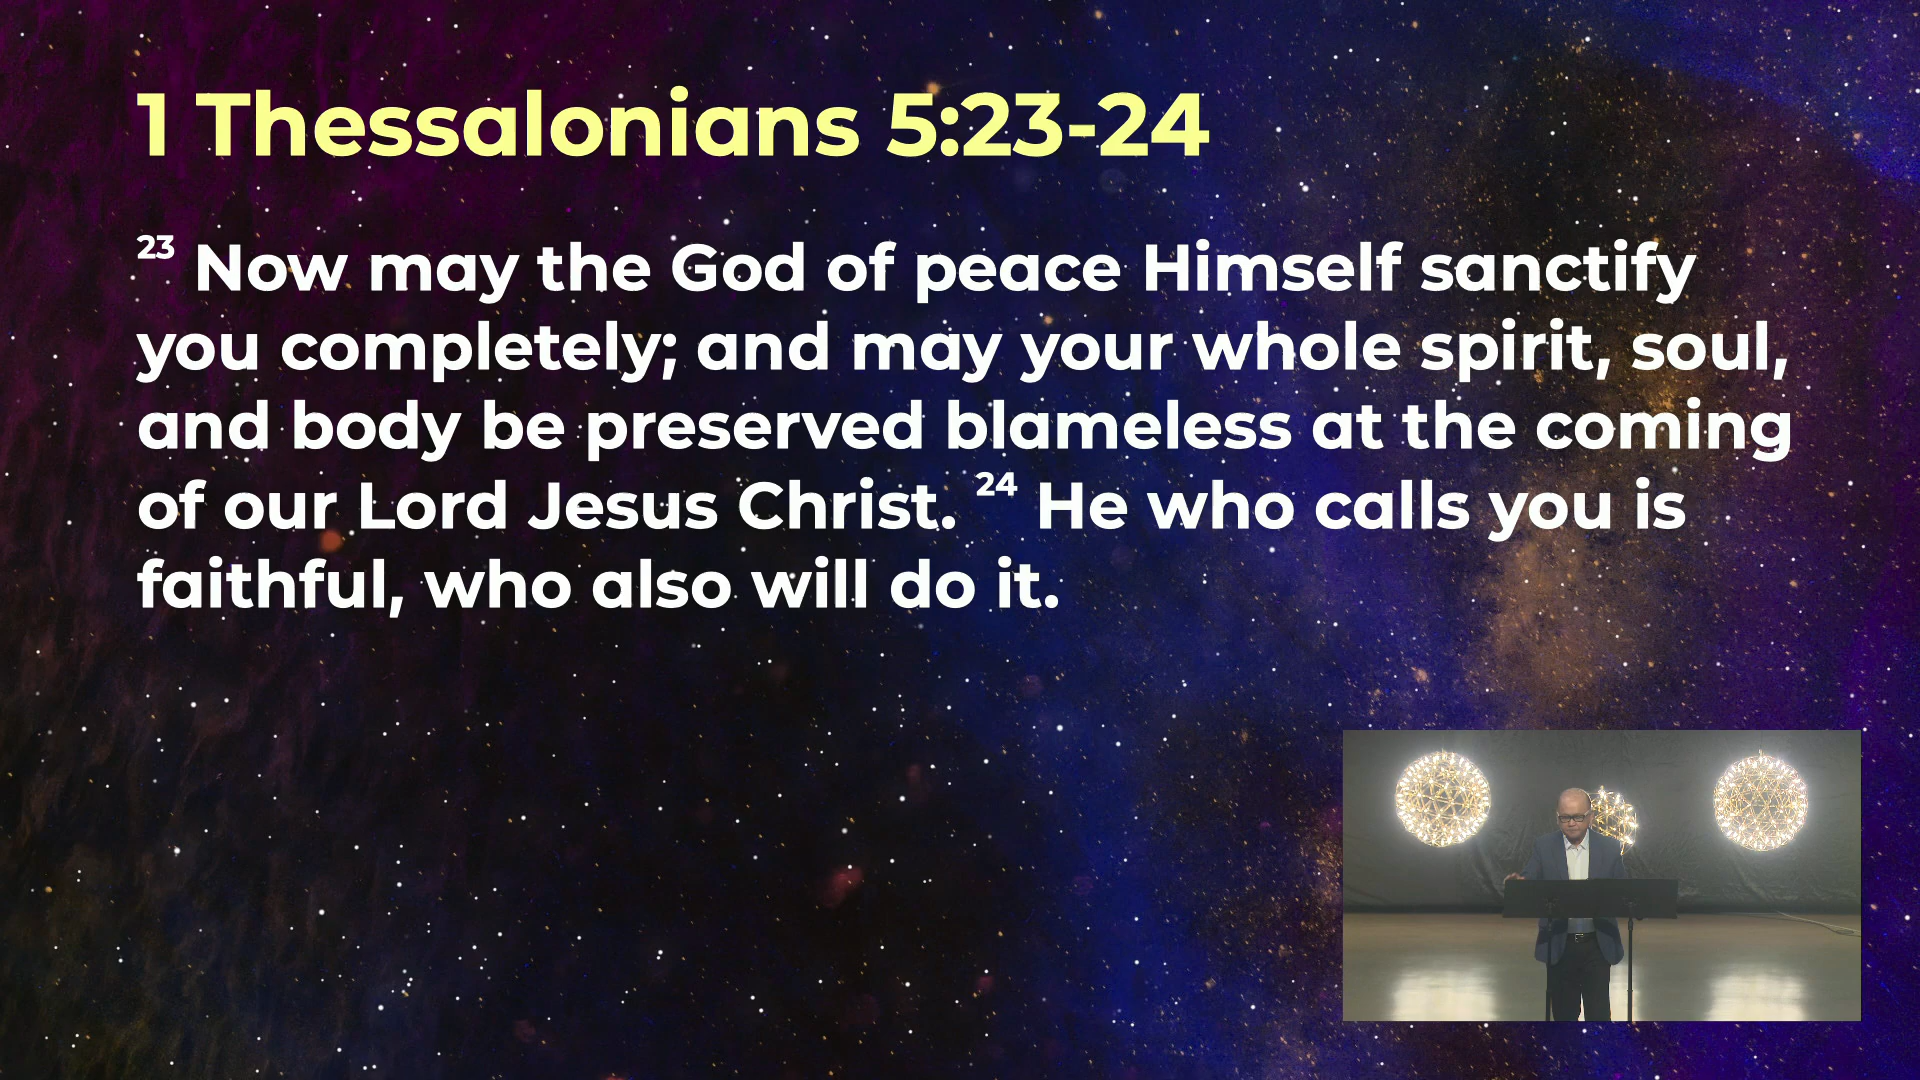 1 Thessalonians 5:23-24
23 Now may the God of peace Himself sanctify
you completely; and may your whole spirit, soul,
and body be preserved blameless at the coming
of our Lord Jesus Christ. 24 He who calls you is
faithful, who also will do it.